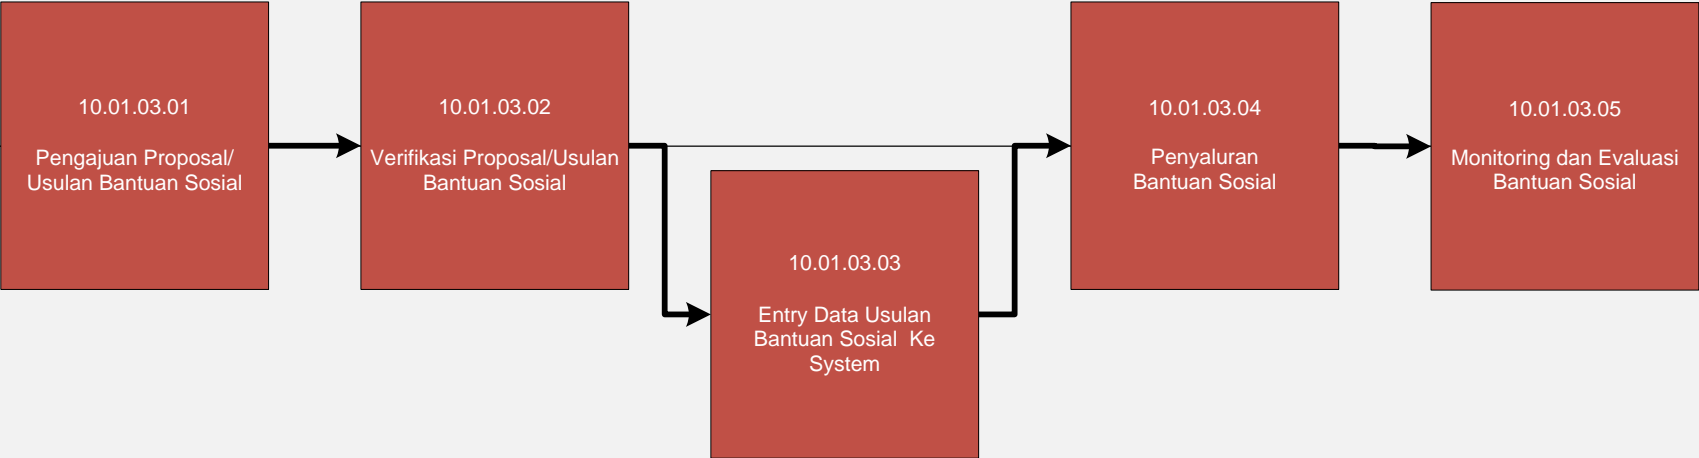 10.01.03.01
Pengajuan Proposal/
Usulan Bantuan Sosial
10.01.03.02
Verifikasi Proposal/Usulan
Bantuan Sosial
10.01.03.03
Entry Data Usulan
Bantuan Sosial  Ke
System
10.01.03.04
Penyaluran
Bantuan Sosial
10.01.03.05
Monitoring dan Evaluasi
Bantuan Sosial